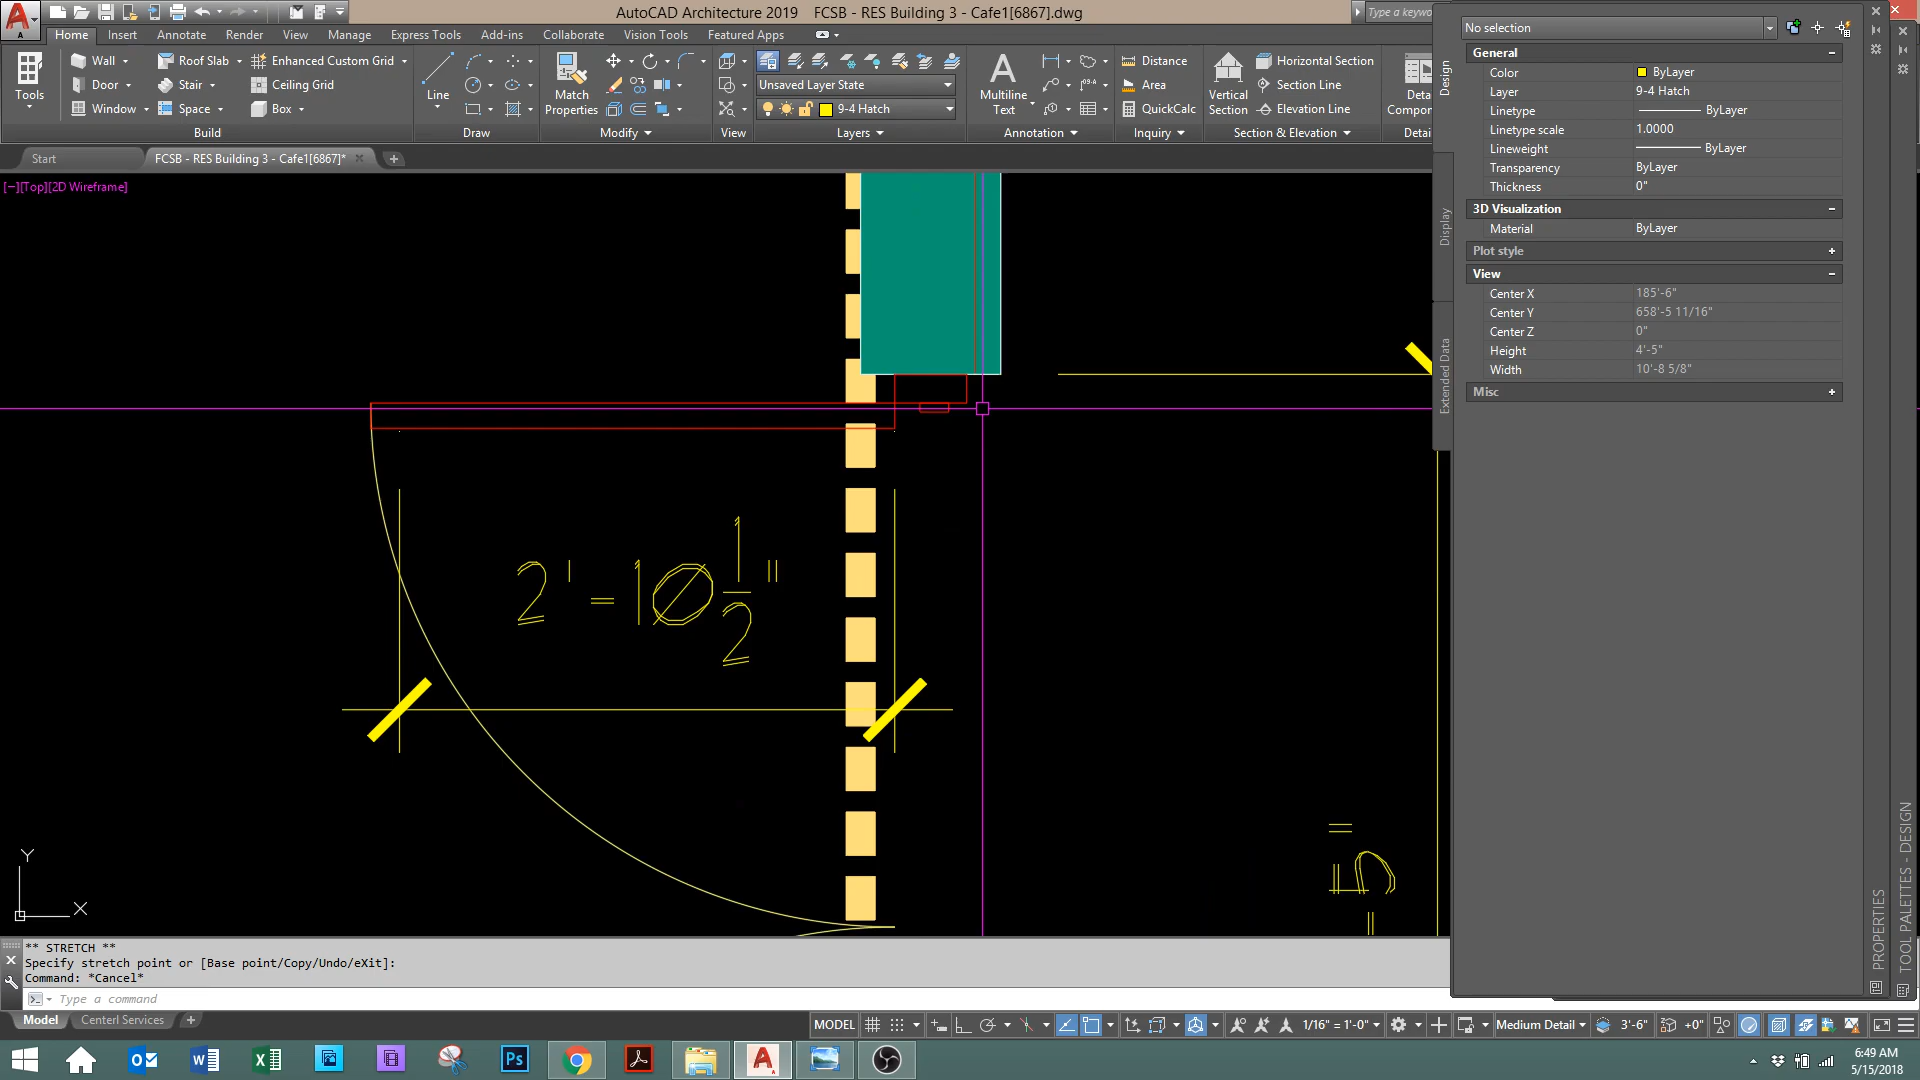 AutoCAD Architecture 2019 FCSB - RES Building 3 - Cafe1[6867].dwg
Type a keywo
Home Insert Annotate Render View Manage Express Tools Add-ins Collaborate Vision Tools Featured Apps
Tools
Wall
Door
Window
Roof Slab
Stair
Space
Enhanced Custom Grid
Ceiling Grid
Box
Build
Line
Draw
Match
Properties
Modify
View
Unsaved Layer State
9-4 Hatch
Layers
Multiline
Text
Annotation
Distance
Area
QuickCalc
Inquiry
Vertical
Section
Horizontal Section
Section Line
Elevation Line
Section & Elevation
Deta
Compon
Detai
Start
FCSB - RES Building 3 - Cafe1[6867]*
[−][Top][2D Wireframe]
2'=10 1/2"
5
Y
X
No selection
General
Color ByLayer
Layer 9-4 Hatch
Linetype ByLayer
Linetype scale 1.0000
Lineweight ByLayer
Transparency ByLayer
Thickness 0"
3D Visualization
Material ByLayer
Plot style
View
Center X 185'-6"
Center Y 658'-5 11/16"
Center Z 0"
Height 4'-5"
Width 10'-8 5/8"
Misc
Design
Display
Extended Data
PROPERTIES
TOOL PALETTES - DESIGN
** STRETCH **
Specify stretch point or [Base point/Copy/Undo/eXit]:
Command: *Cancel*
Type a command
Model Centerl Services
MODEL 1/16" = 1'-0" Medium Detail 3'-6" +0"
6:49 AM
5/15/2018